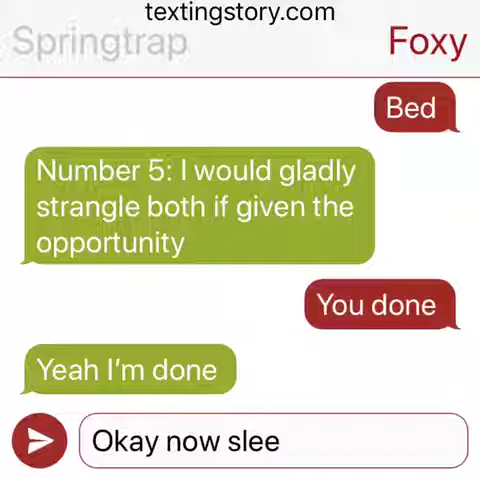 textingstory.com
Springtrap
Foxy
Bed
Number 5: I would gladly
strangle both if given the
opportunity
You done
Yeah I'm done
Okay now slee